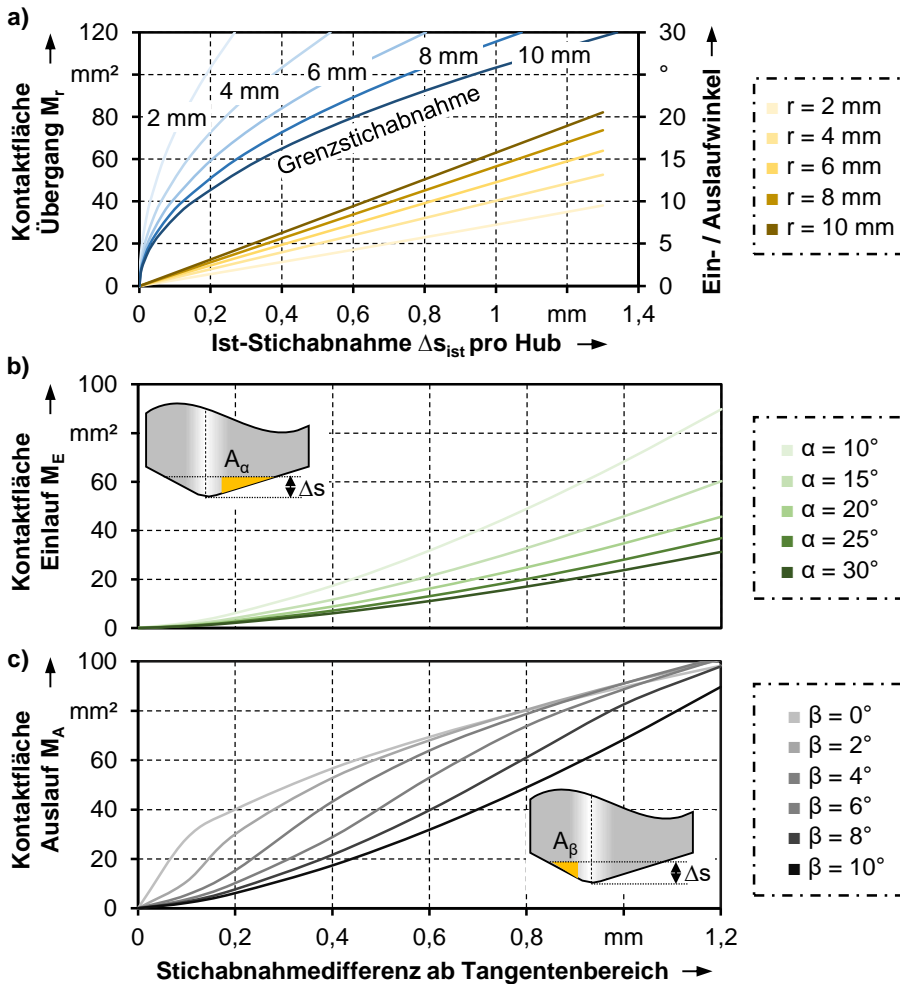 a)
Kontaktfläche
Übergang Mr
120
mm²
80
60
40
20
0
2 mm
4 mm
6 mm
8 mm
10 mm
Grenzstichabnahme
30
°
20
15
10
5
0
Ein- / Auslaufwinkel
0
0,2
0,4
0,6
0,8
1
mm
1,4
Ist-Stichabnahme Δsist pro Hub
r = 2 mm
r = 4 mm
r = 6 mm
r = 8 mm
r = 10 mm
b)
Kontaktfläche
Einlauf ME
100
mm²
60
40
20
0
Aα
Δs
α = 10°
α = 15°
α = 20°
α = 25°
α = 30°
c)
Kontaktfläche
Auslauf MA
100
mm²
60
40
20
0
Aβ
Δs
0
0,2
0,4
0,6
0,8
mm
1,2
Stichabnahmedifferenz ab Tangentenbereich
β = 0°
β = 2°
β = 4°
β = 6°
β = 8°
β = 10°